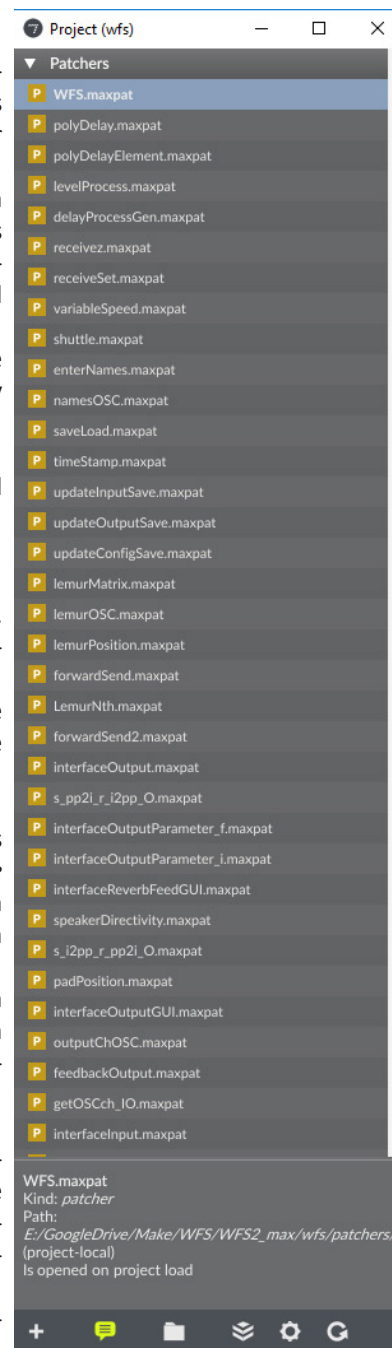 Project (wfs)
Patchers
P WFS.maxpat
P polyDelay.maxpat
P polyDelayElement.maxpat
P levelProcess.maxpat
P delayProcessGen.maxpat
P receivez.maxpat
P receiveSet.maxpat
P variableSpeed.maxpat
P shuttle.maxpat
P enterNames.maxpat
P namesOSC.maxpat
P saveLoad.maxpat
P timeStamp.maxpat
P updateInputSave.maxpat
P updateOutputSave.maxpat
P updateConfigSave.maxpat
P lemurMatrix.maxpat
P lemurOSC.maxpat
P lemurPosition.maxpat
P forwardSend.maxpat
P LemurNth.maxpat
P forwardSend2.maxpat
P interfaceOutput.maxpat
P s_pp2i_r_i2pp_O.maxpat
P interfaceOutputParameter_f.maxpat
P interfaceOutputParameter_i.maxpat
P interfaceReverbFeedGUI.maxpat
P speakerDirectivity.maxpat
P s_i2pp_r_pp2i_O.maxpat
P padPosition.maxpat
P interfaceOutputGUI.maxpat
P outputChOSC.maxpat
P feedbackOutput.maxpat
P getOSCch_IO.maxpat
P interfaceInput.maxpat
WFS.maxpat
Kind: patcher
Path:
E:/GoogleDrive/Make/WFS/WFS2_max/wfs/patchers/
(project-local)
Is opened on project load